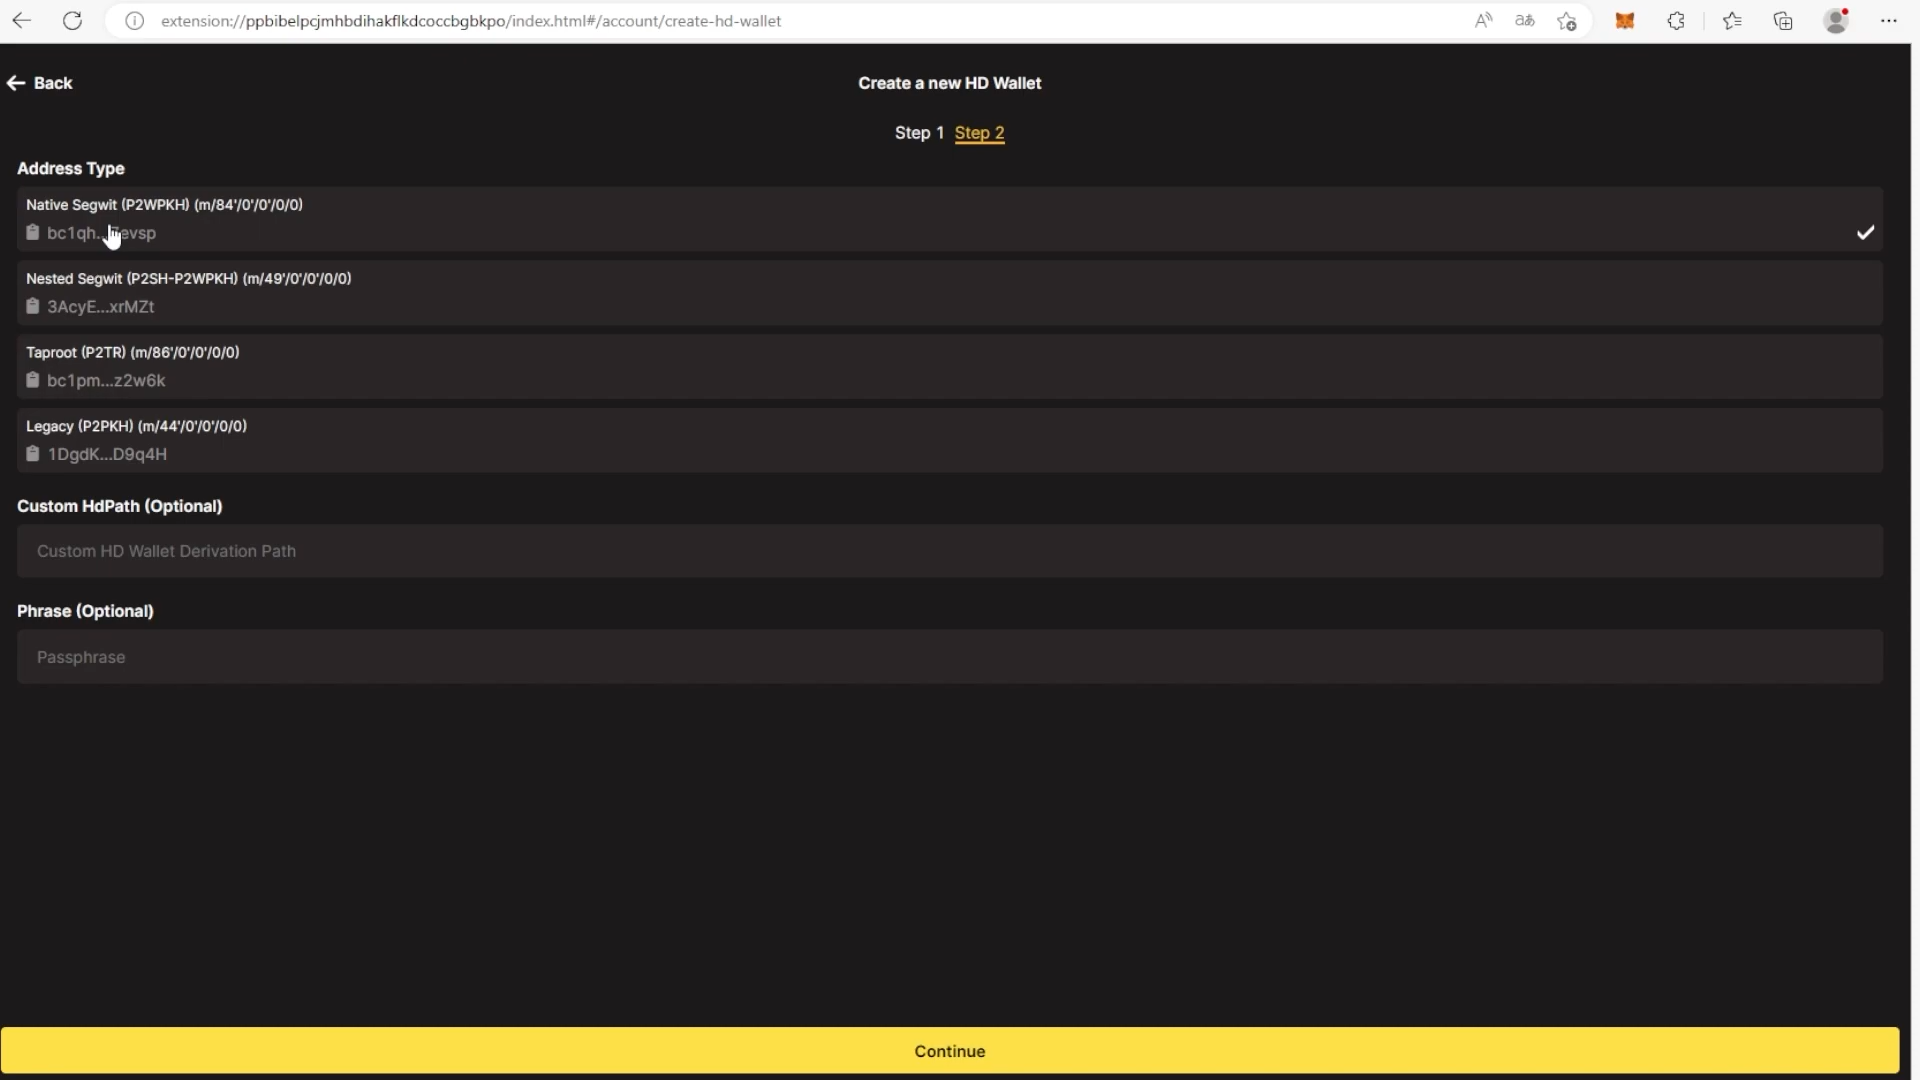 extension://ppbibelpcjmhbdihakflkdcoccbgbkpo/index.html#/account/create-hd-wallet
Back
Create a new HD Wallet
Step 1 Step 2
Address Type
Native Segwit (P2WPKH) (m/84'/0'/0'/0/0)
bc1qh... evsp
Nested Segwit (P2SH-P2WPKH) (m/49'/0'/0'/0/0)
3AcyE...xrMZt
Taproot (P2TR) (m/86'/0'/0'/0/0)
bc1pm...z2w6k
Legacy (P2PKH) (m/44'/0'/0'/0/0)
1DgdK...D9q4H
Custom HdPath (Optional)
Custom HD Wallet Derivation Path
Phrase (Optional)
Passphrase
Continue